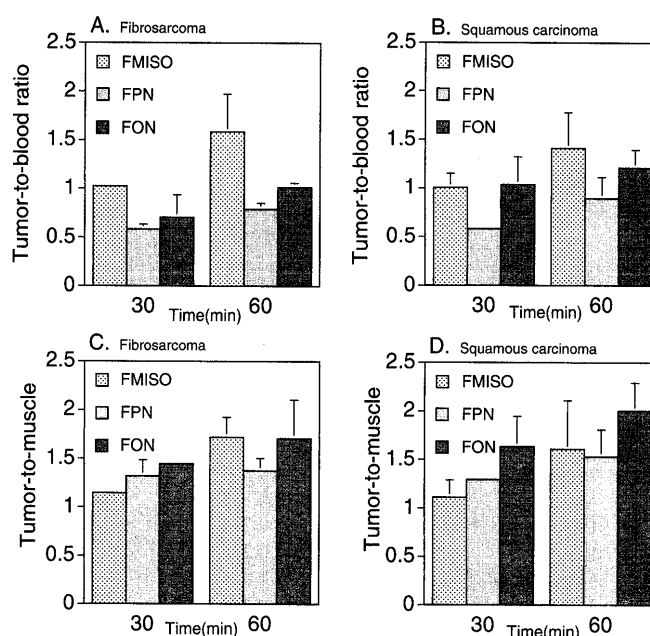 A. Fibrosarcoma
Tumor-to-blood ratio
2.5
2
1.5
1
0.5
0
FMISO
FPN
FON
30 Time(min) 60
B. Squamous carcinoma
Tumor-to-blood ratio
2.5
2
1.5
1
0.5
0
FMISO
FPN
FON
30 Time(min) 60
C. Fibrosarcoma
Tumor-to-muscle
2.5
2
1.5
1
0.5
0
FMISO
FPN
FON
30 Time(min) 60
D. Squamous carcinoma
Tumor-to-muscle
2.5
2
1.5
1
0.5
0
FMISO
FPN
FON
30 Time(min) 60